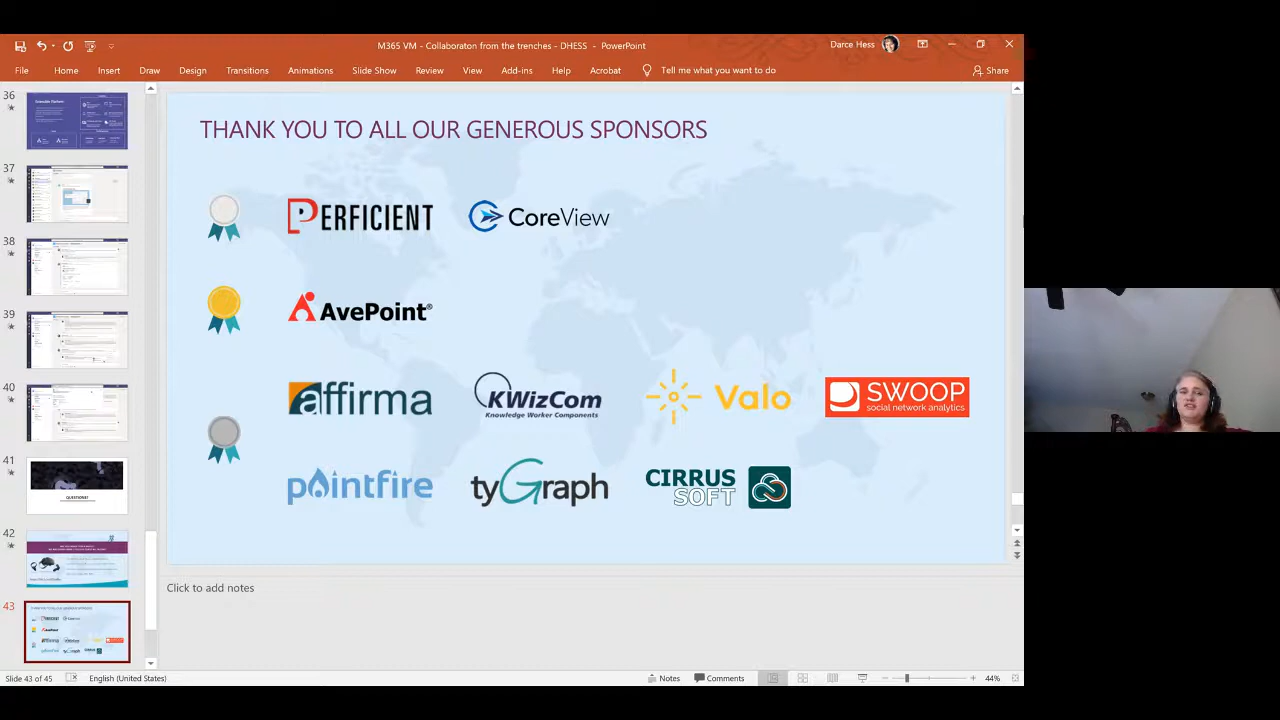 M365 VM - Collaboraton from the trenches - DHESS - PowerPoint
Darce Hess
File Home Insert Draw Design Transitions Animations Slide Show Review View Add-ins Help Acrobat Tell me what you want to do Share
36
37
38
39
40
41
QUESTIONS?
42
43
THANK YOU TO ALL OUR GENEROUS SPONSORS
PERFICIENT CoreView
AvePoint®
affirma KWizCom Valo SWOOP
Knowledge Worker Components social network analytics
pointfire tyGraph CIRRUS
SOFT
Click to add notes
Slide 43 of 45 English (United States) Notes Comments 44%